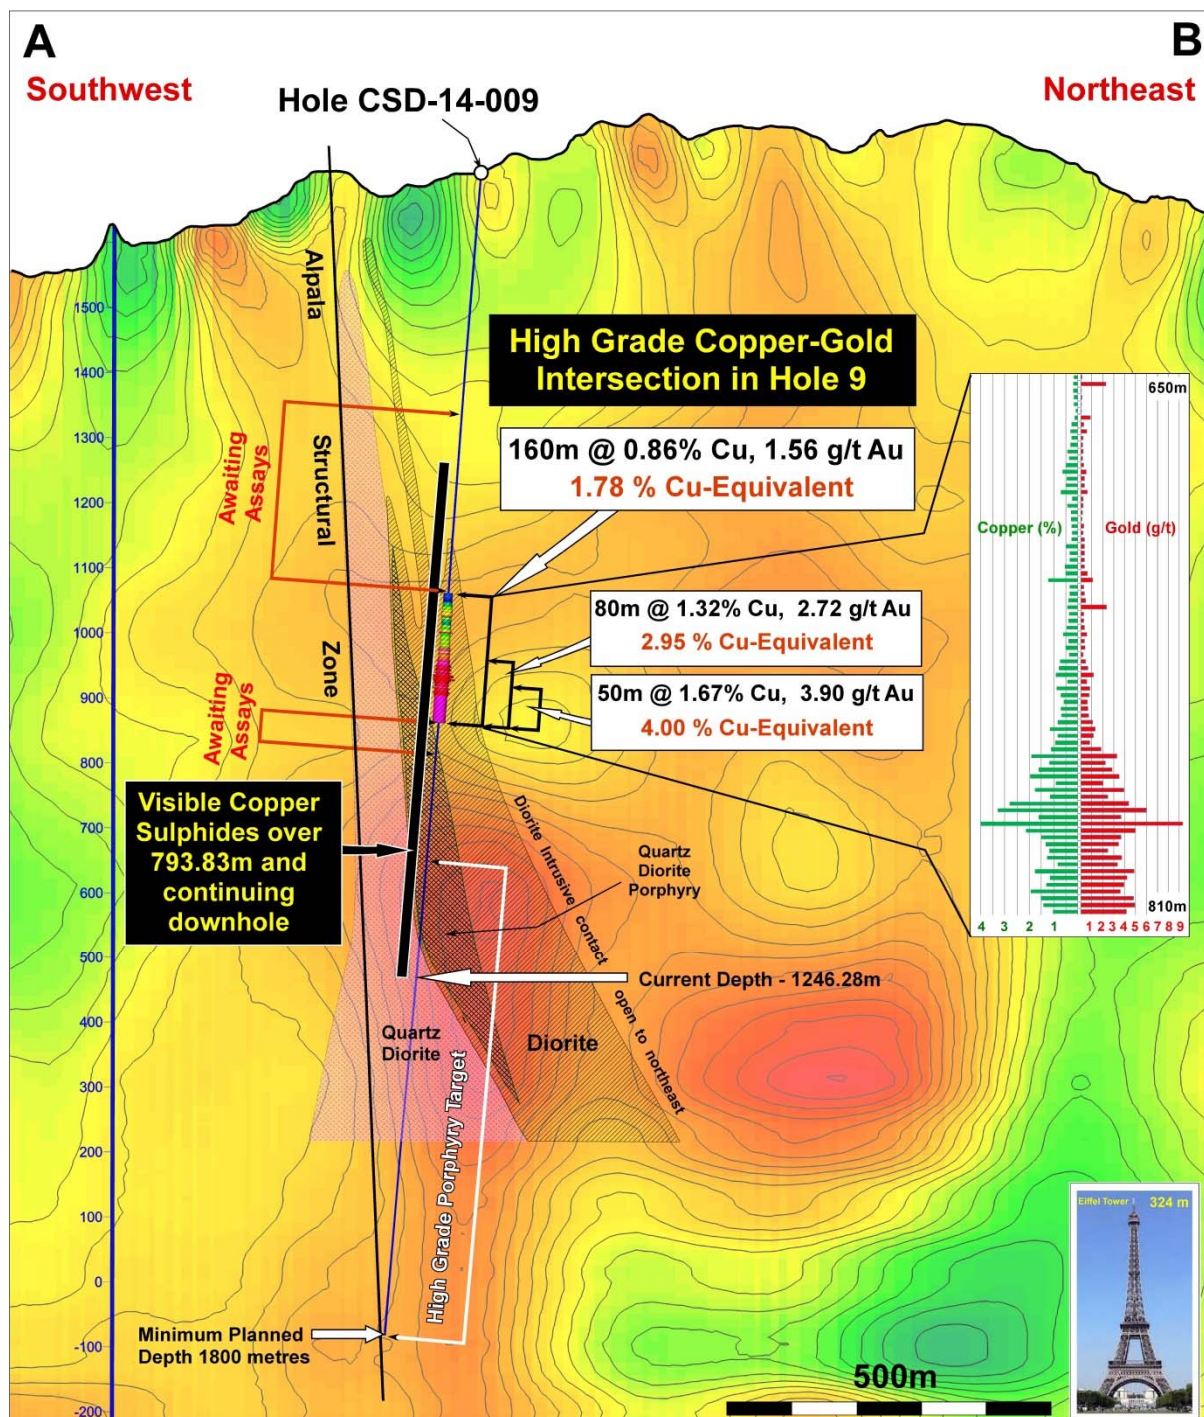 A
B
Southwest
Northeast
Hole CSD-14-009
Alpala
Structural
Zone
High Grade Copper-Gold
Intersection in Hole 9
160m @ 0.86% Cu, 1.56 g/t Au
1.78 % Cu-Equivalent
80m @ 1.32% Cu, 2.72 g/t Au
2.95 % Cu-Equivalent
50m @ 1.67% Cu, 3.90 g/t Au
4.00 % Cu-Equivalent
Awaiting
Assays
Awaiting
Assays
650m
Copper (%)
Gold (g/t)
810m
4 3 2 1
1 2 3 4 5 6 7 8 9
1500
1400
1300
1200
1100
1000
900
800
700
600
500
400
300
200
100
0
-100
-200
Visible Copper
Sulphides over
793.83m and
continuing
downhole
Diorite Intrusive contact open to northeast
Quartz
Diorite
Porphyry
Current Depth - 1246.28m
Quartz
Diorite
Diorite
High Grade Porphyry Target
Minimum Planned
Depth 1800 metres
500m
Eiffel Tower
324 m